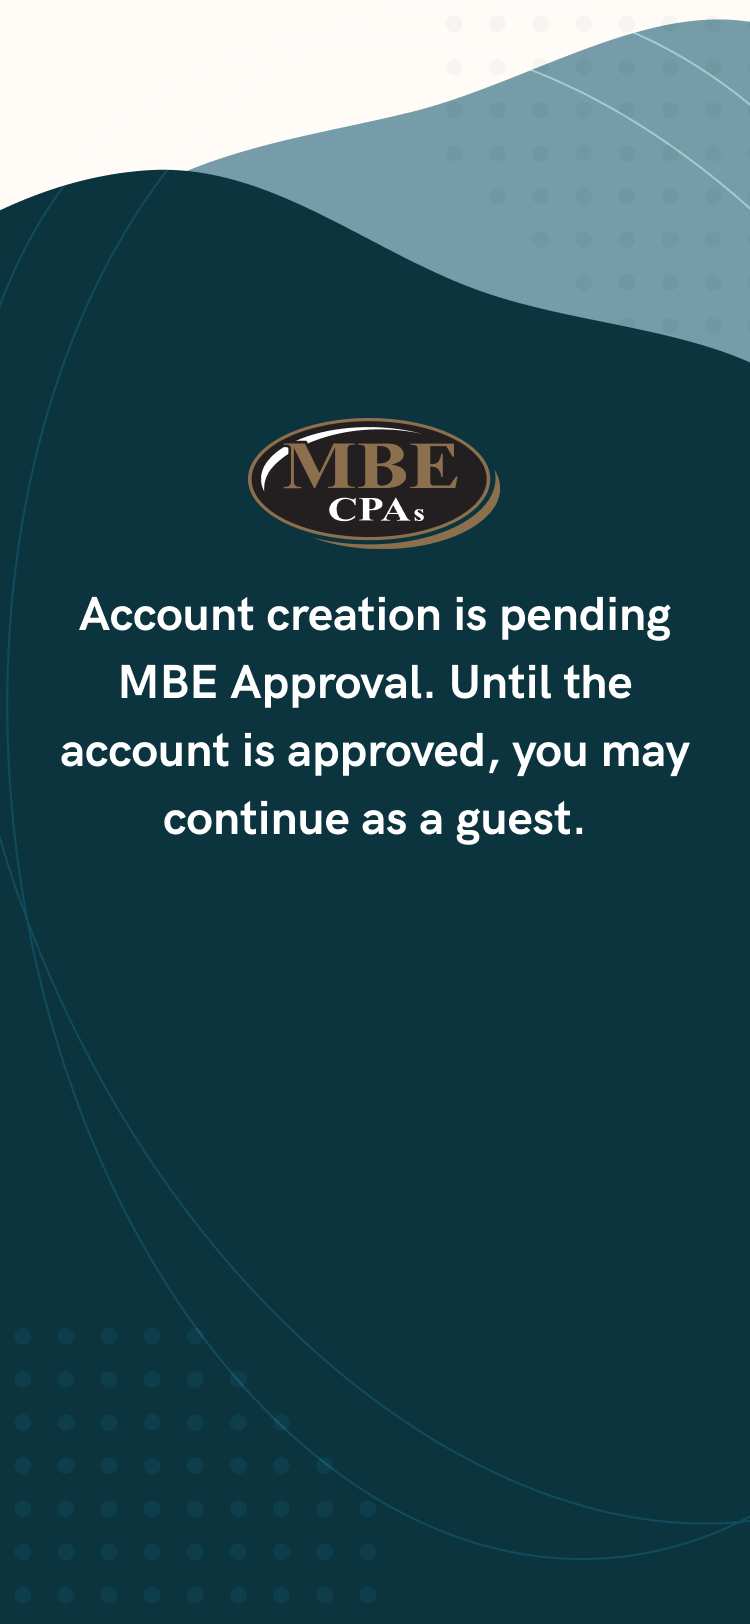 MBE
CPAs
Account creation is pending
MBE Approval. Until the
account is approved, you may
continue as a guest.